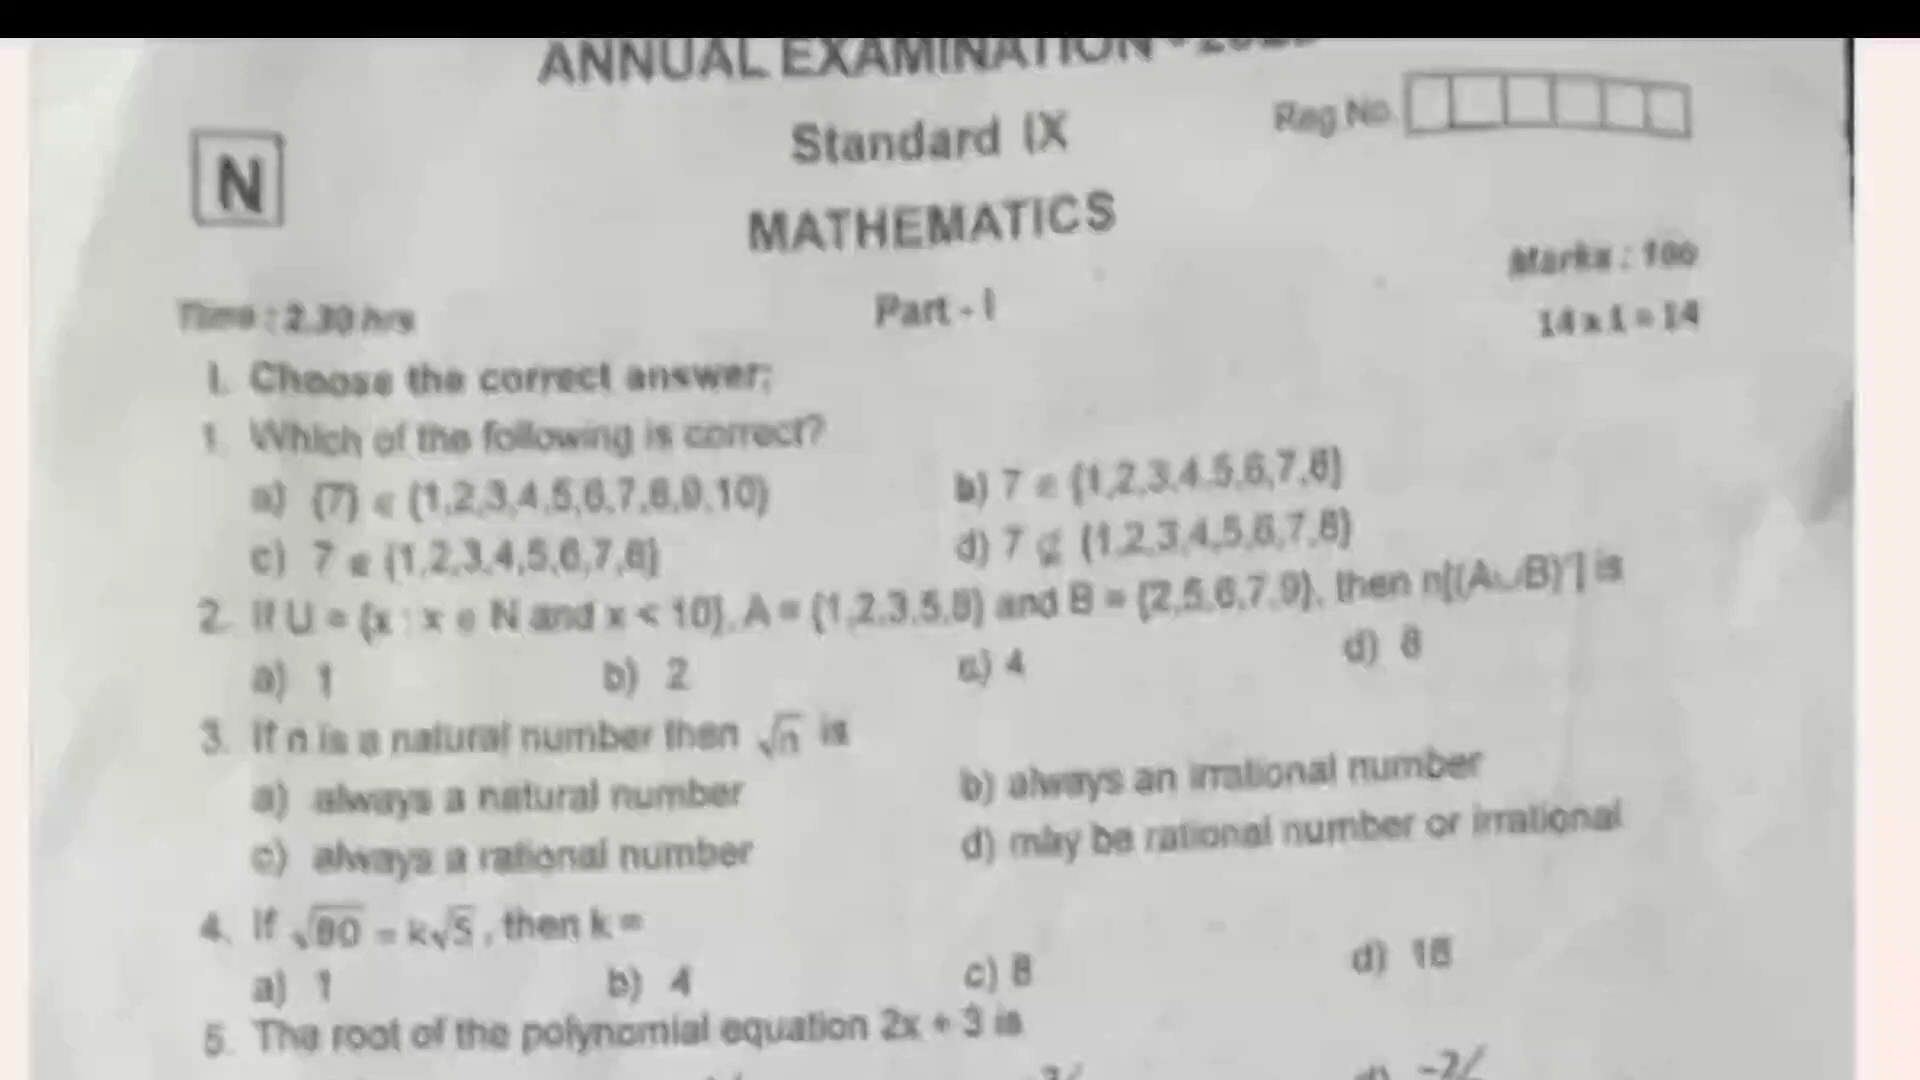 ANNUAL EXAMINATION -
Standard IX
Reg No.
N
MATHEMATICS
Marks : 100
Time : 2.30 hrs
Part - I
14 x 1 = 14
I. Choose the correct answer:
1. Which of the following is correct?
a) {7} ∈ {1,2,3,4,5,6,7,8,9,10}
b) 7 ∈ {1,2,3,4,5,6,7,8}
c) 7 {1,2,3,4,5,6,7,8}
d) 7 ⊄ {1,2,3,4,5,6,7,8}
2. If U = {x : x ∈ N and x < 10}, A = {1,2,3,5,8} and B = {2,5,6,7,9}, then n[(A∪B)'] is
a) 1 b) 2 c) 4 d) 8
3. If n is a natural number then √n is
a) always a natural number
b) always an irrational number
c) always a rational number
d) may be rational number or irrational
4. If √80 = k√5, then k =
a) 1 b) 4 c) 8 d) 16
5. The root of the polynomial equation 2x + 3 is